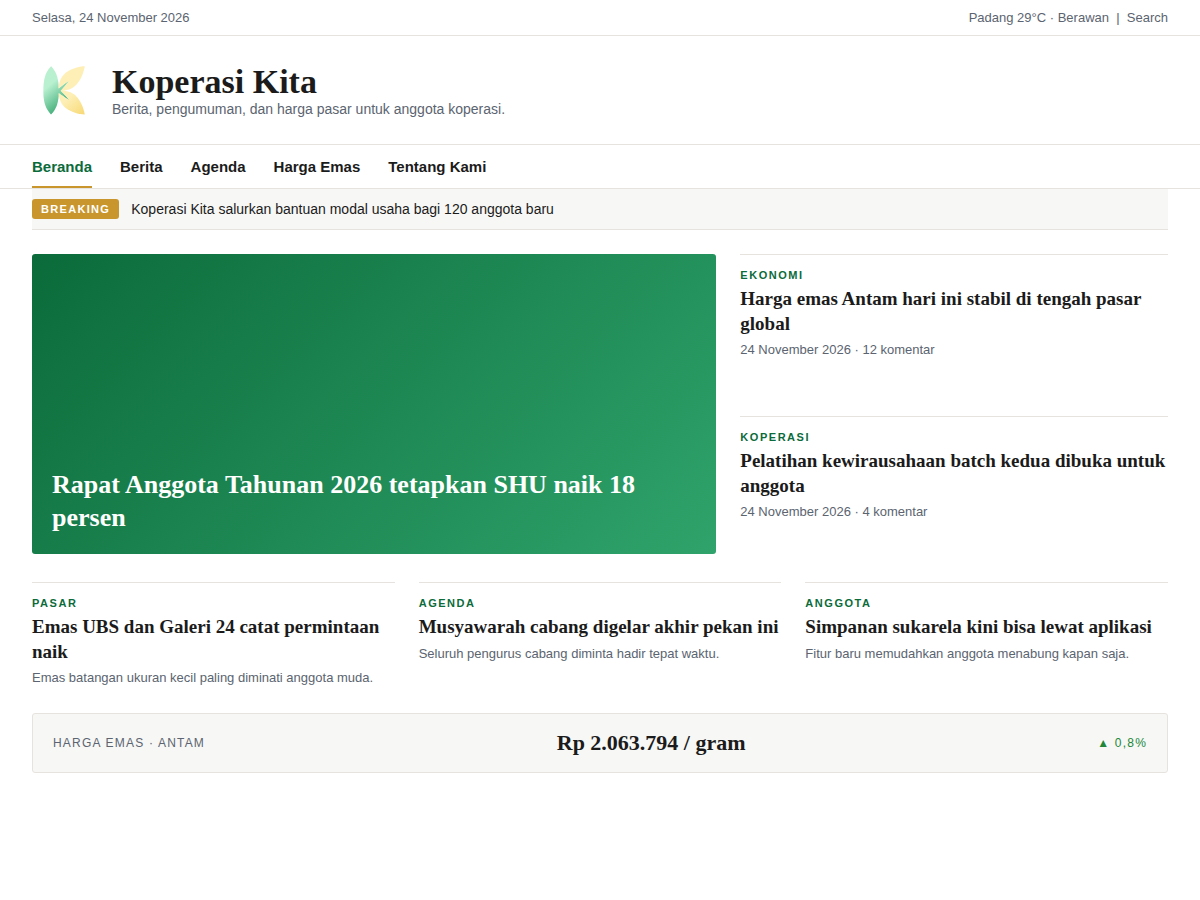 Selasa, 24 November 2026
Padang 29°C · Berawan | Search
Koperasi Kita
Berita, pengumuman, dan harga pasar untuk anggota koperasi.
Beranda Berita Agenda Harga Emas Tentang Kami
BREAKING Koperasi Kita salurkan bantuan modal usaha bagi 120 anggota baru
Rapat Anggota Tahunan 2026 tetapkan SHU naik 18
persen
EKONOMI
Harga emas Antam hari ini stabil di tengah pasar
global
24 November 2026 · 12 komentar
KOPERASI
Pelatihan kewirausahaan batch kedua dibuka untuk
anggota
24 November 2026 · 4 komentar
PASAR
Emas UBS dan Galeri 24 catat permintaan
naik
Emas batangan ukuran kecil paling diminati anggota muda.
AGENDA
Musyawarah cabang digelar akhir pekan ini
Seluruh pengurus cabang diminta hadir tepat waktu.
ANGGOTA
Simpanan sukarela kini bisa lewat aplikasi
Fitur baru memudahkan anggota menabung kapan saja.
HARGA EMAS · ANTAM
Rp 2.063.794 / gram
▲ 0,8%